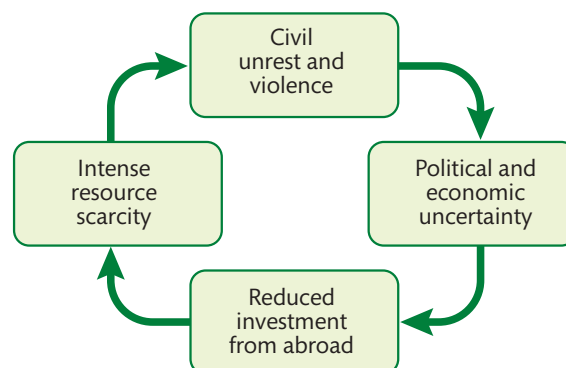 Civil
unrest and
violence
Political and
economic
uncertainty
Reduced
investment
from abroad
Intense
resource
scarcity